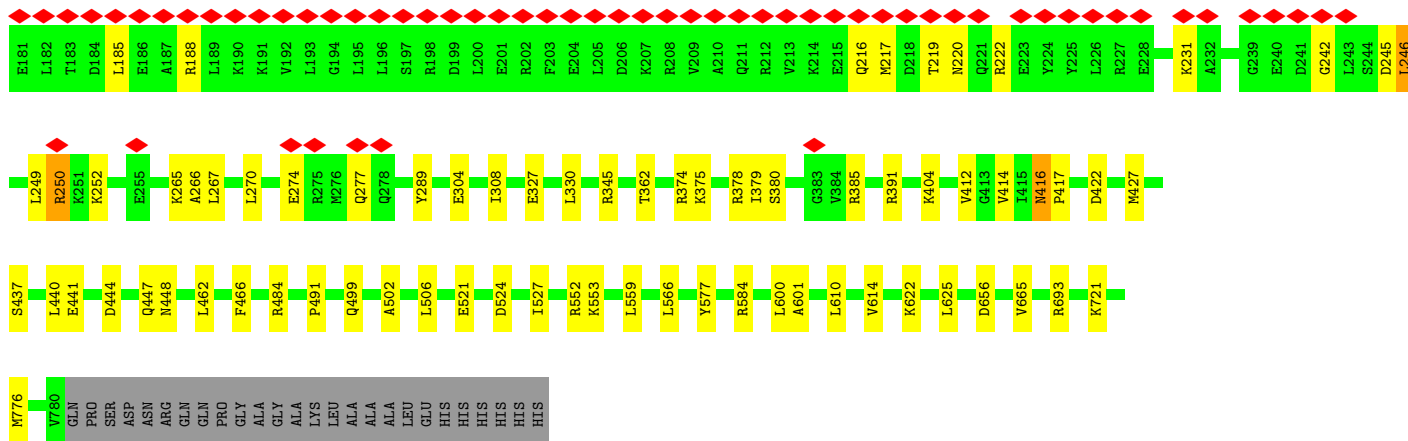 E181 L182 T183 D184 L185 E186 A187 R188 L189 K190 K191 V192 L193 G194 L195 L196 S197 R198 D199 L200 E201 R202 F203 E204 L205 D206 K207 R208 V209 A210 Q211 R212 V213 K214 E215 Q216 M217 D218 T219 N220 Q221 R222 E223 Y224 Y225 L226 R227 E228 K231 A232 G239 E240 D241 G242 L243 S244 D245 L246
L249 R250 K251 K252 E255 K265 A266 L267 L270 E274 R275 M276 Q277 Q278 Y289 E304 I308 E327 L330 R345 T362 R374 K375 R378 I379 S380 G383 V384 R385 R391 K404 V412 G413 V414 I415 N416 P417 D422 M427
S437 L440 E441 D444 Q447 N448 L462 F466 R484 P491 Q499 A502 L506 E521 D524 I527 R552 K553 L559 L566 Y577 R584 L600 A601 L610 V614 K622 L625 D656 V665 R693 K721
M776 V780 GLN PRO SER ASP ASN ARG GLN GLN PRO GLY ALA GLY ALA LYS LEU ALA ALA ALA LEU GLU HIS HIS HIS HIS HIS HIS